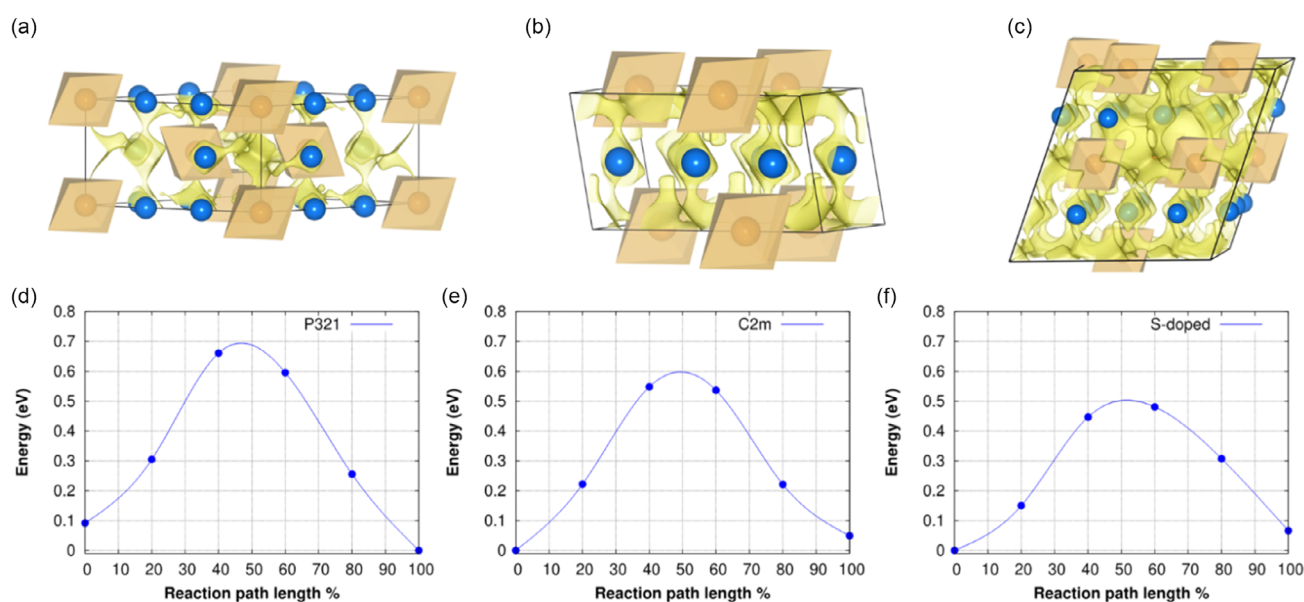 (a)
(b)
(c)
(d)
0.8
0.7
0.6
0.5
0.4
0.3
0.2
0.1
0
Energy (eV)
P321
0 10 20 30 40 50 60 70 80 90 100
Reaction path length %
(e)
0.8
0.7
0.6
0.5
0.4
0.3
0.2
0.1
0
Energy (eV)
C2m
0 10 20 30 40 50 60 70 80 90 100
Reaction path length %
(f)
0.8
0.7
0.6
0.5
0.4
0.3
0.2
0.1
0
Energy (eV)
S-doped
0 10 20 30 40 50 60 70 80 90 100
Reaction path length %